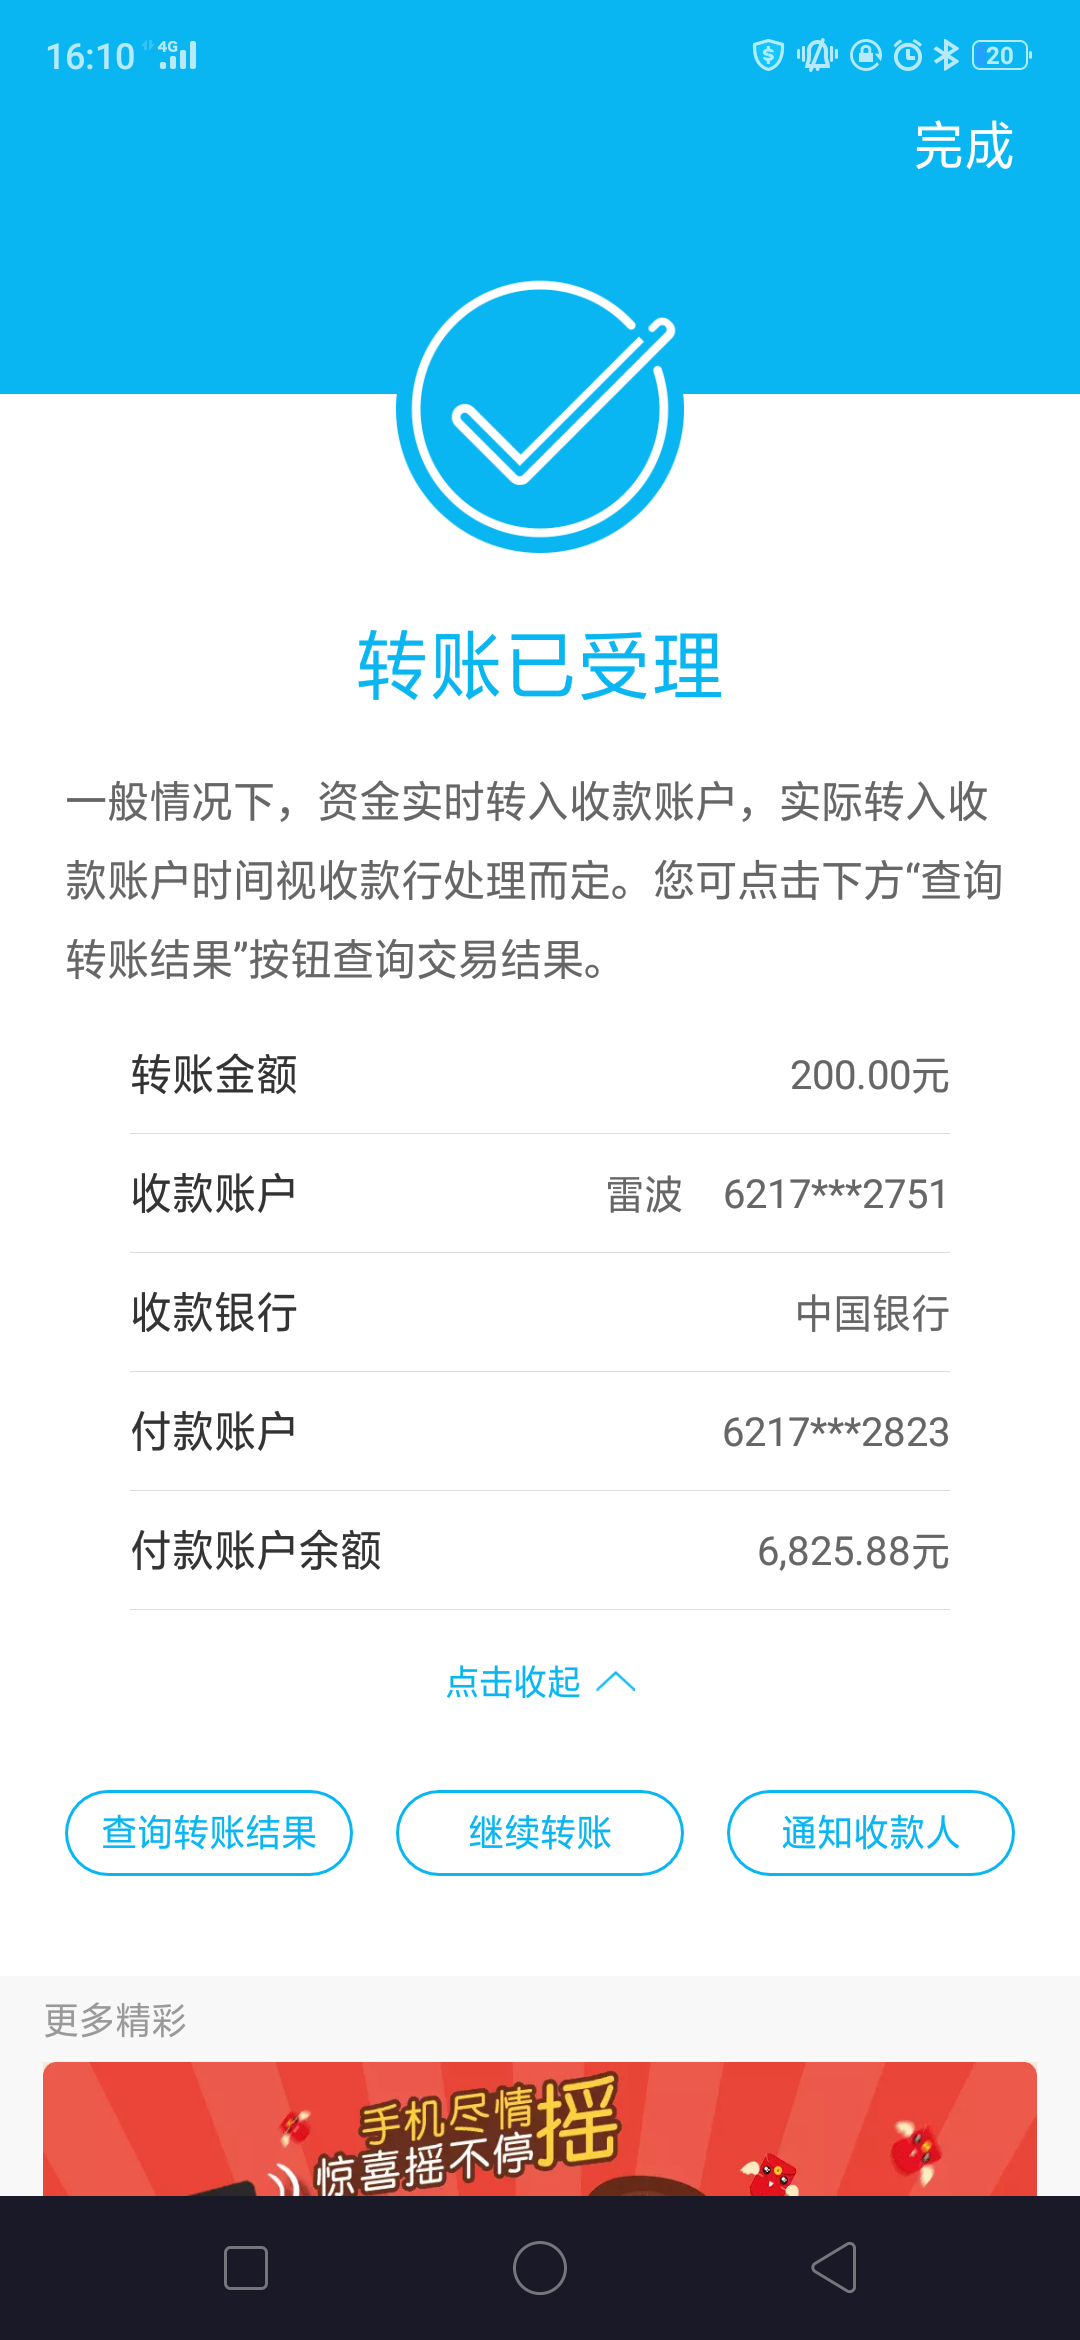 16:10 4G 20
完成
转账已受理
一般情况下，资金实时转入收款账户，实际转入收
款账户时间视收款行处理而定。您可点击下方“查询
转账结果”按钮查询交易结果。
转账金额 200.00元
收款账户 雷波 6217***2751
收款银行 中国银行
付款账户 6217***2823
付款账户余额 6,825.88元
点击收起
查询转账结果 继续转账 通知收款人
更多精彩
手机尽情摇
惊喜摇不停